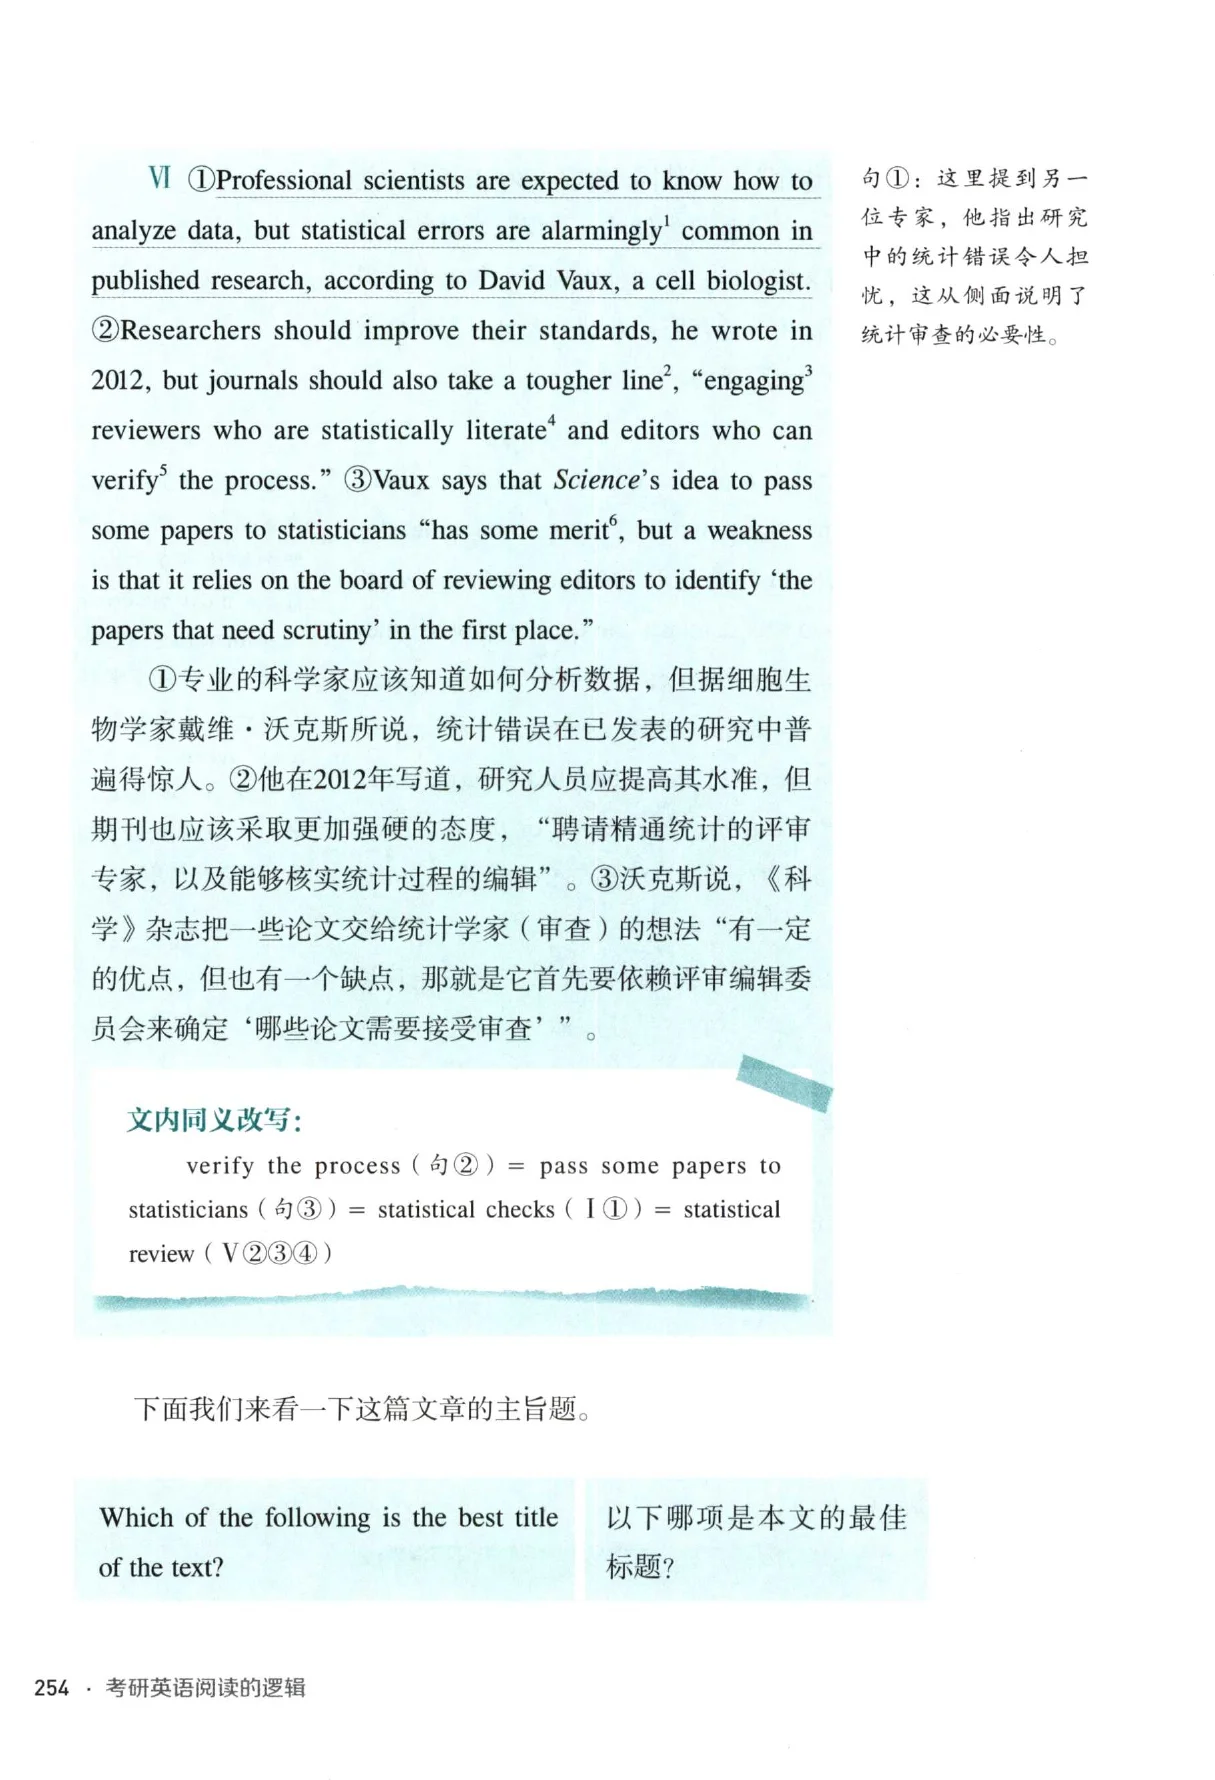 Ⅵ ①Professional scientists are expected to know how to
analyze data, but statistical errors are alarmingly¹ common in
published research, according to David Vaux, a cell biologist.
②Researchers should improve their standards, he wrote in
2012, but journals should also take a tougher line², “engaging³
reviewers who are statistically literate⁴ and editors who can
verify⁵ the process.” ③Vaux says that Science’s idea to pass
some papers to statisticians “has some merit⁶, but a weakness
is that it relies on the board of reviewing editors to identify ‘the
papers that need scrutiny’ in the first place.”
①专业的科学家应该知道如何分析数据，但据细胞生
物学家戴维·沃克斯所说，统计错误在已发表的研究中普
遍得惊人。②他在2012年写道，研究人员应提高其水准，但
期刊也应该采取更加强硬的态度，“聘请精通统计的评审
专家，以及能够核实统计过程的编辑”。③沃克斯说，《科
学》杂志把一些论文交给统计学家（审查）的想法“有一定
的优点，但也有一个缺点，那就是它首先要依赖评审编辑委
员会来确定‘哪些论文需要接受审查’”。
句①：这里提到另一
位专家，他指出研究
中的统计错误令人担
忧，这从侧面说明了
统计审查的必要性。
文内同义改写：
verify the process（句②）= pass some papers to
statisticians（句③）= statistical checks（Ⅰ①）= statistical
review（Ⅴ②③④）
下面我们来看一下这篇文章的主旨题。
Which of the following is the best title
of the text?
以下哪项是本文的最佳
标题？
254 · 考研英语阅读的逻辑